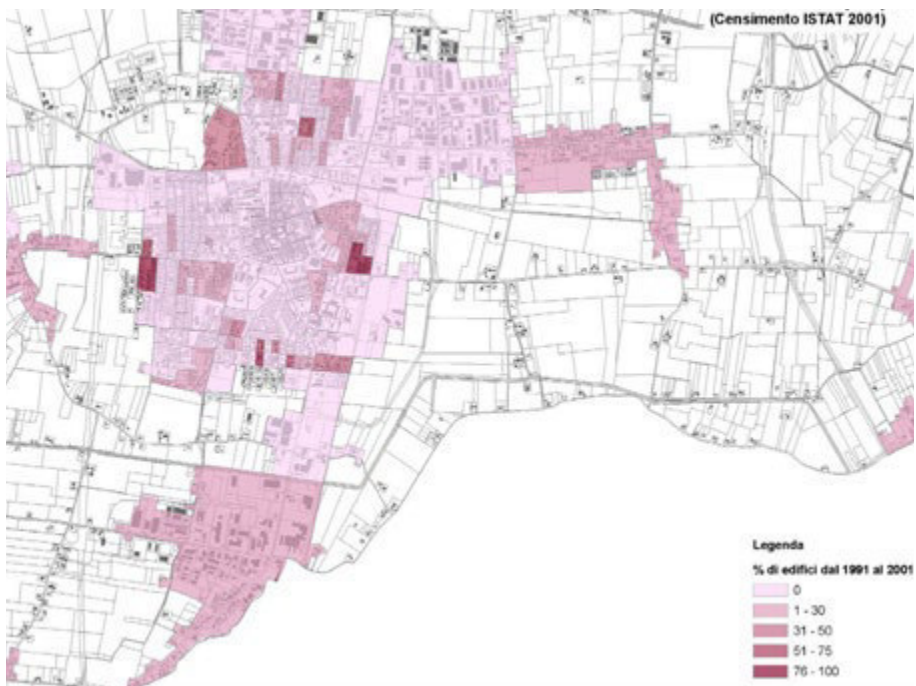 (Censimento ISTAT 2001)
Legenda
% di edifici dal 1991 al 2001
0
1 - 30
31 - 50
51 - 75
76 - 100